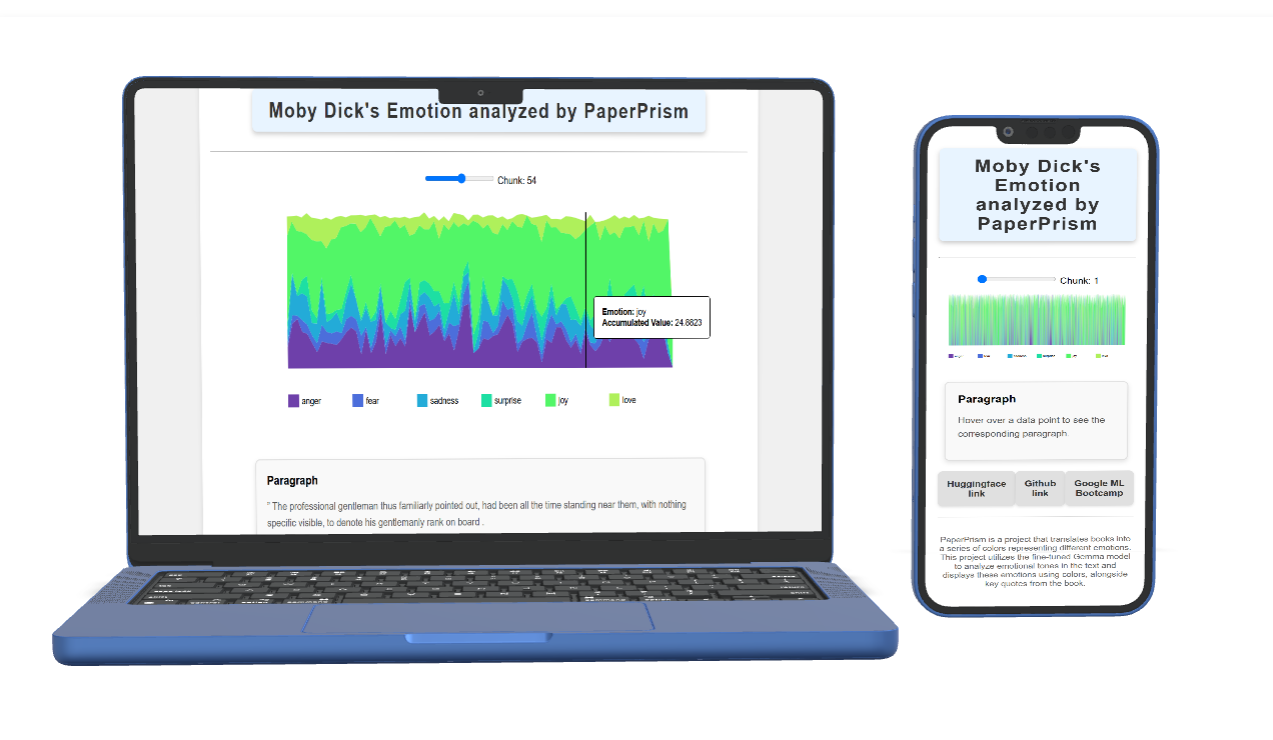 Moby Dick's Emotion analyzed by PaperPrism
Chunk: 54
Emotion: joy
Accumulated Value: 24.6823
anger
fear
sadness
surprise
joy
love
Paragraph
" The professional gentleman thus familiarly pointed out, had been all the time standing near them, with nothing
specific visible, to denote his gentlemanly rank on board .
Moby Dick's
Emotion
analyzed by
PaperPrism
Chunk: 1
Paragraph
Hover over a data point to see the
corresponding paragraph.
Huggingface
link
Github
link
Google ML
Bootcamp
PaperPrism is a project that translates books into
a series of colors representing different emotions.
This project utilizes the fine-tuned Gemma model
to analyze emotional tones in the text and
displays these emotions using colors, alongside
key quotes from the book.